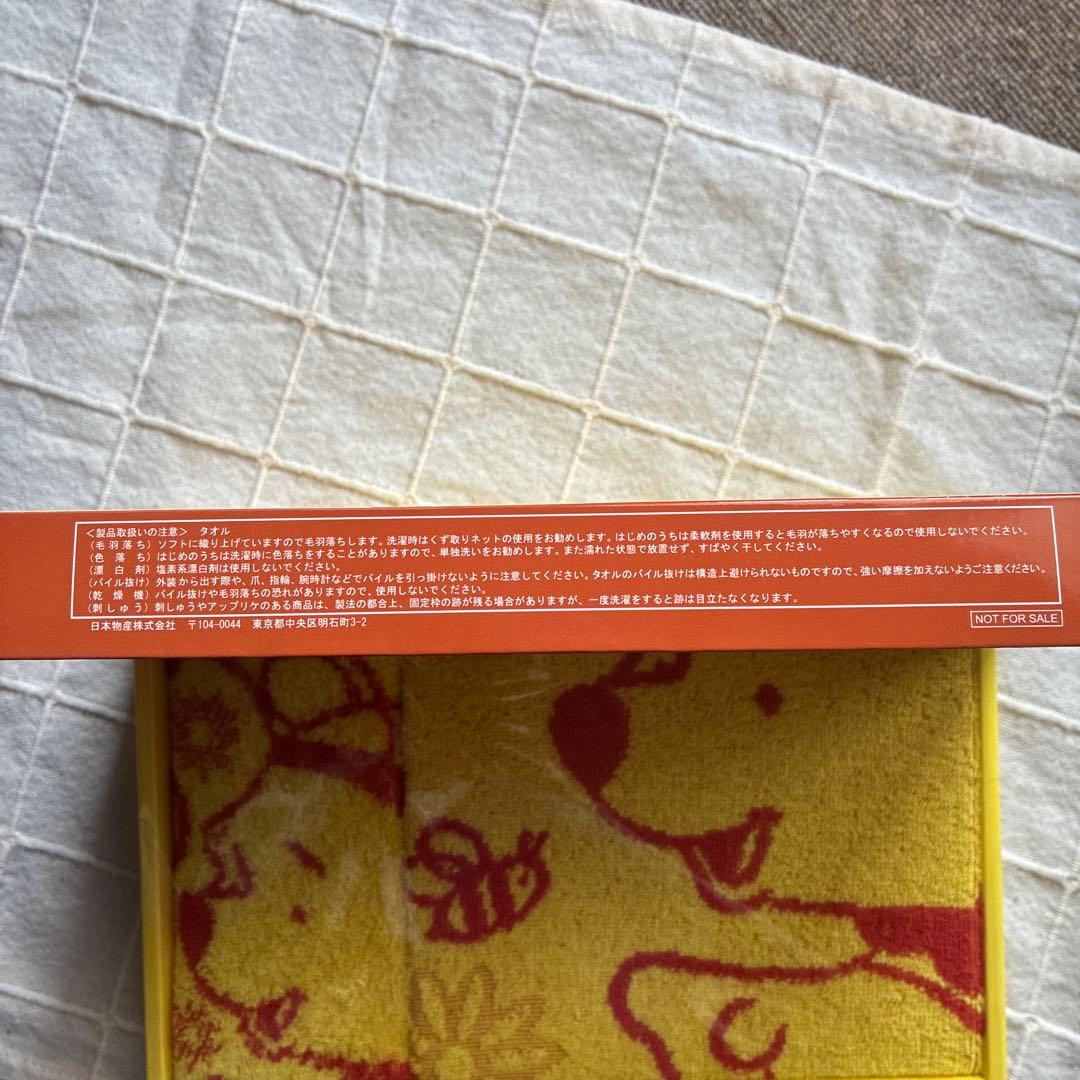 ＜製品取扱いの注意＞　タオル
（毛羽落ち）ソフトに織り上げていますので毛羽落ちします。洗濯時はくず取りネットの使用をお勧めします。はじめのうちは柔軟剤を使用すると毛羽が落ちやすくなるので使用しないでください。
（色　落　ち）はじめのうちは洗濯時に色落ちをすることがありますので、単独洗いをお勧めします。また濡れた状態で放置せず、すばやく干してください。
（漂　白　剤）塩素系漂白剤は使用しないでください。
（パイル抜け）外装から出す際や、爪、指輪、腕時計などでパイルを引っ掛けないように注意してください。タオルのパイル抜けは構造上避けられないものですので、強い摩擦を加えないようご注意ください。
（乾　燥　機）パイル抜けや毛羽落ちの恐れがありますので、使用しないでください。
（刺しゅう）刺しゅうやアップリケのある商品は、製法の都合上、固定枠の跡が残る場合がありますが、一度洗濯をすると跡は目立たなくなります。
日本物産株式会社　〒104-0044　東京都中央区明石町3-2
NOT FOR SALE